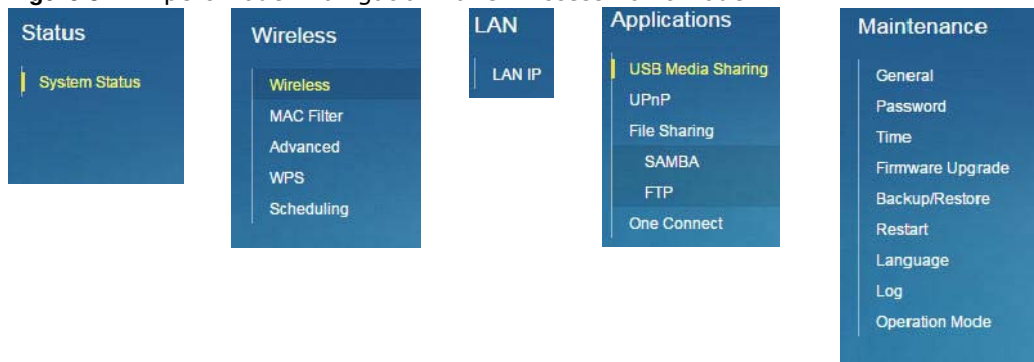 Status
System Status
Wireless
Wireless
MAC Filter
Advanced
WPS
Scheduling
LAN
LAN IP
Applications
USB Media Sharing
UPnP
File Sharing
SAMBA
FTP
One Connect
Maintenance
General
Password
Time
Firmware Upgrade
Backup/Restore
Restart
Language
Log
Operation Mode